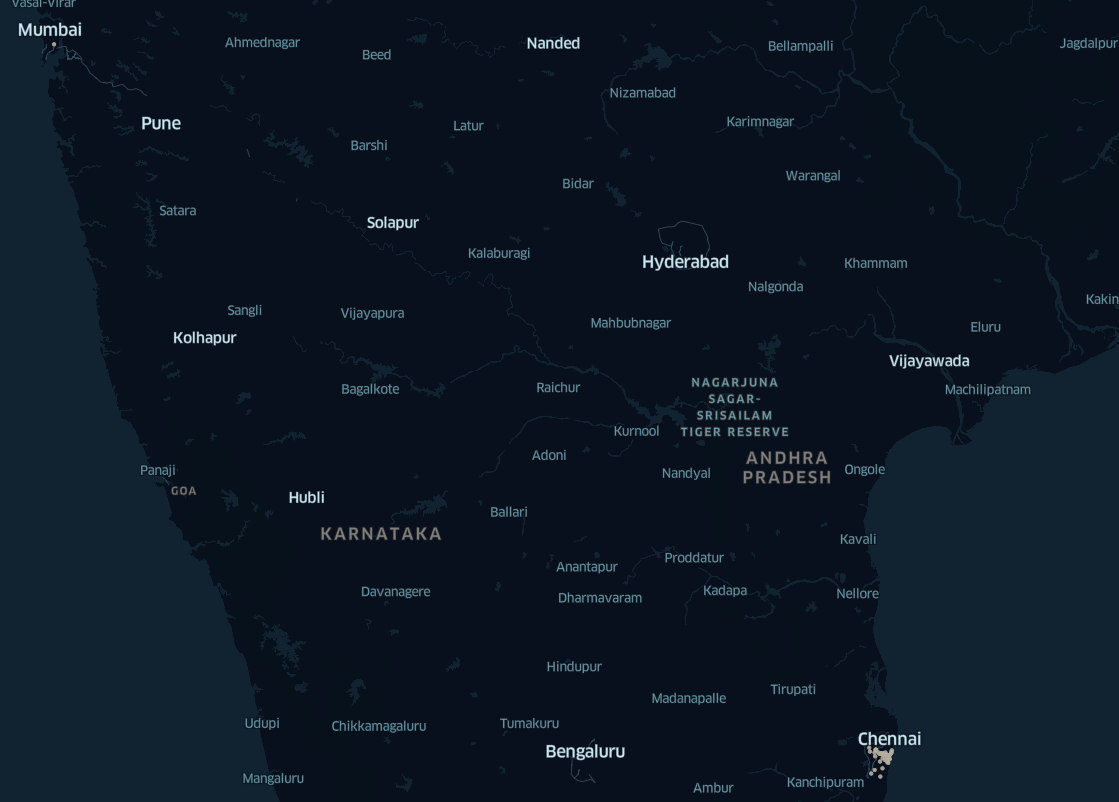 Vasai-Virar
Mumbai
Ahmednagar
Beed
Nanded
Bellampalli
Jagdalpur
Nizamabad
Pune
Latur
Karimnagar
Barshi
Bidar
Warangal
Satara
Solapur
Kalaburagi
Hyderabad
Khammam
Nalgonda
Kakin
Sangli
Vijayapura
Mahbubnagar
Eluru
Kolhapur
Vijayawada
Bagalkote
Raichur
NAGARJUNA
SAGAR-
SRISAILAM
TIGER RESERVE
Machilipatnam
Kurnool
Adoni
ANDHRA
PRADESH
Panaji
GOA
Nandyal
Ongole
Hubli
Ballari
KARNATAKA
Kavali
Anantapur
Proddatur
Davanagere
Dharmavaram
Kadapa
Nellore
Hindupur
Madanapalle
Tirupati
Udupi
Chikkamagaluru
Tumakuru
Bengaluru
Chennai
Mangaluru
Ambur
Kanchipuram